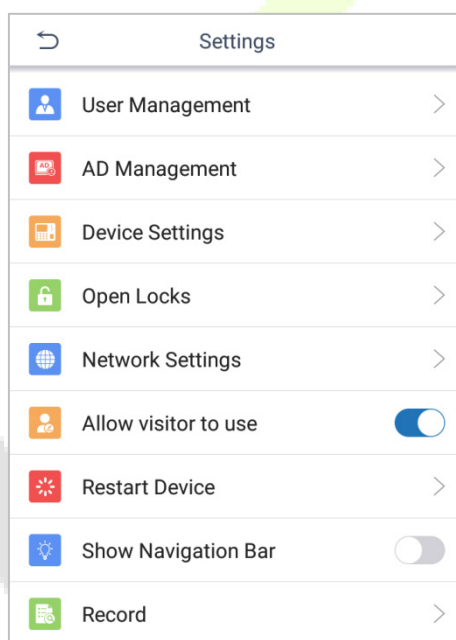 Settings
User Management
AD
AD Management
Device Settings
Open Locks
Network Settings
Allow visitor to use
Restart Device
Show Navigation Bar
Record